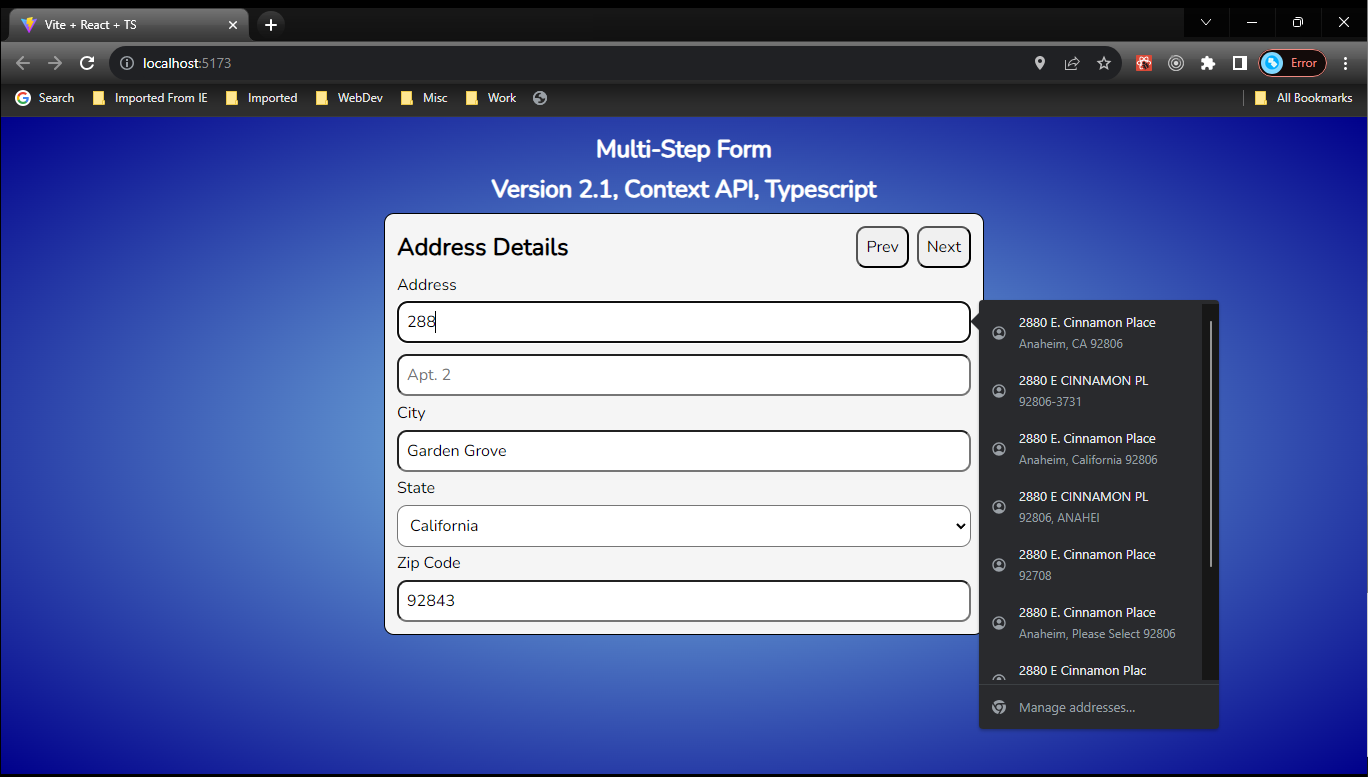 Vite + React + TS
localhost:5173
Error
Search
Imported From IE
Imported
WebDev
Misc
Work
All Bookmarks
Multi-Step Form
Version 2.1, Context API, Typescript
Address Details
Prev
Next
Address
288
Apt. 2
City
Garden Grove
State
California
Zip Code
92843
2880 E. Cinnamon Place
Anaheim, CA 92806
2880 E CINNAMON PL
92806-3731
2880 E. Cinnamon Place
Anaheim, California 92806
2880 E CINNAMON PL
92806, ANAHEI
2880 E. Cinnamon Place
92708
2880 E. Cinnamon Place
Anaheim, Please Select 92806
2880 E Cinnamon Plac
Manage addresses...